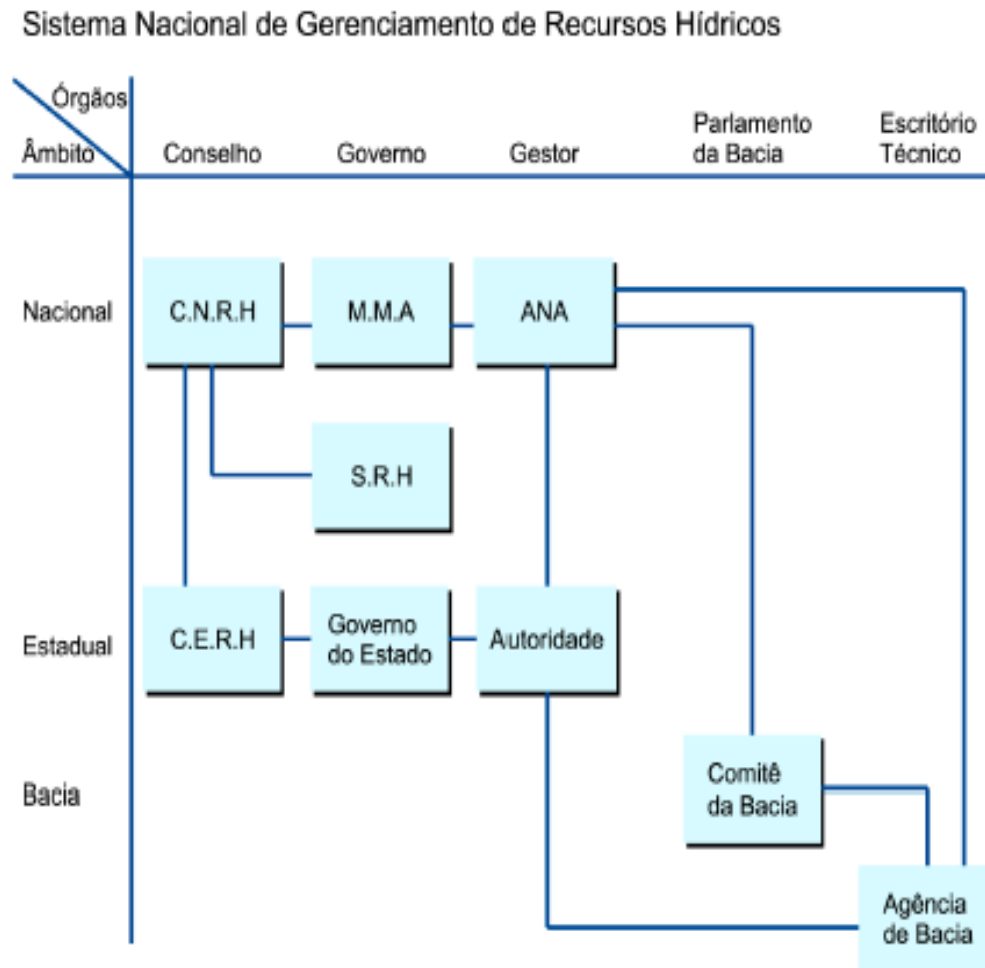 Sistema Nacional de Gerenciamento de Recursos Hídricos
Órgãos
Âmbito
Conselho
Governo
Gestor
Parlamento
da Bacia
Escritório
Técnico
Nacional
C.N.R.H
M.M.A
ANA
S.R.H
Estadual
C.E.R.H
Governo
do Estado
Autoridade
Bacia
Comitê
da Bacia
Agência
de Bacia